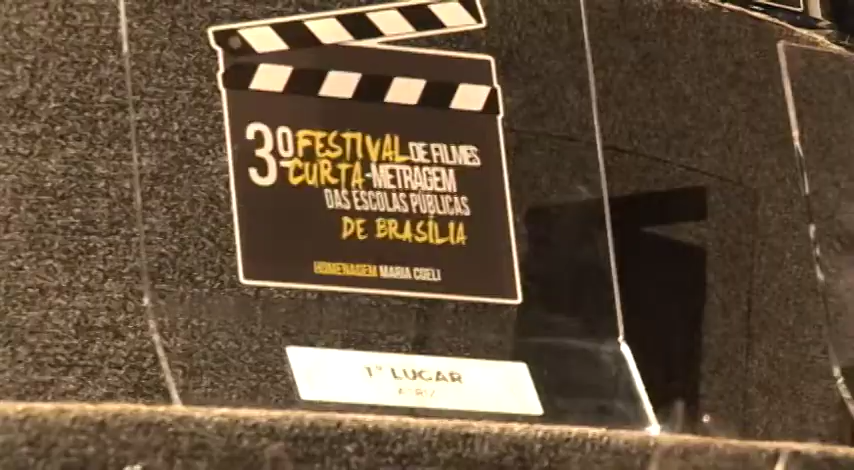 3º FESTIVAL DE FILMES
CURTA-METRAGEM
DAS ESCOLAS PÚBLICAS
DE BRASÍLIA
HOMENAGEM MARIA COELI
1º LUGAR